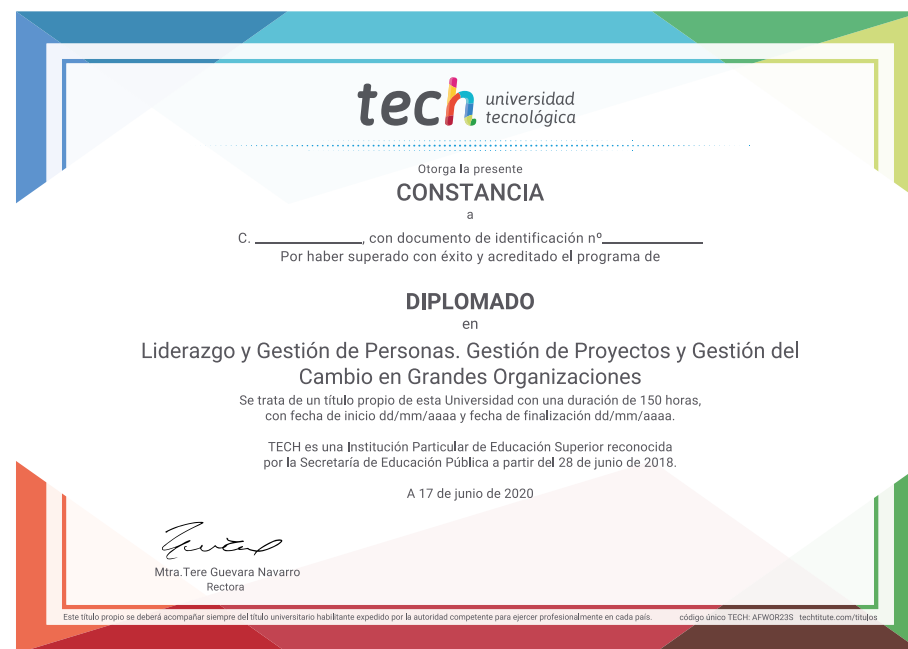 tech universidad
tecnológica
Otorga la presente
CONSTANCIA
a
C. ____________, con documento de identificación nº____________
Por haber superado con éxito y acreditado el programa de
DIPLOMADO
en
Liderazgo y Gestión de Personas. Gestión de Proyectos y Gestión del
Cambio en Grandes Organizaciones
Se trata de un título propio de esta Universidad con una duración de 150 horas,
con fecha de inicio dd/mm/aaaa y fecha de finalización dd/mm/aaaa.
TECH es una Institución Particular de Educación Superior reconocida
por la Secretaría de Educación Pública a partir del 28 de junio de 2018.
A 17 de junio de 2020
Mtra.Tere Guevara Navarro
Rectora
Este título propio se deberá acompañar siempre del título universitario habilitante expedido por la autoridad competente para ejercer profesionalmente en cada país. código único TECH: AFWOR23S techtitute.com/titulos